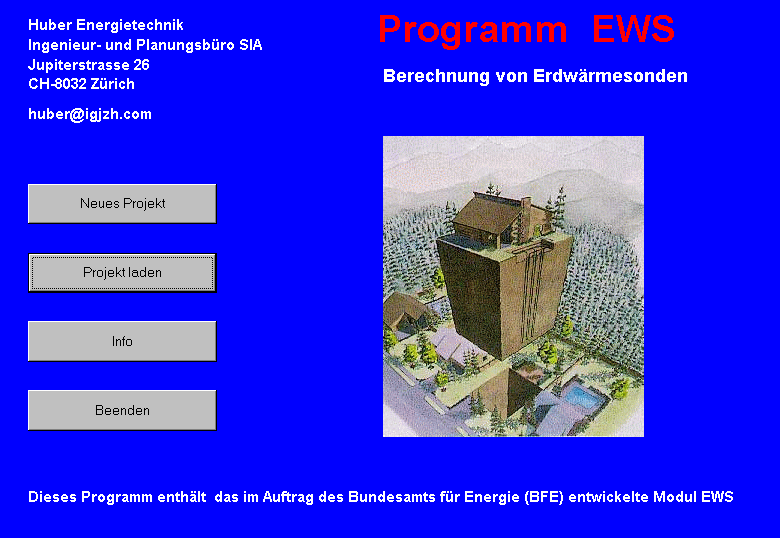 Huber Energietechnik
Ingenieur- und Planungsbüro SIA
Jupiterstrasse 26
CH-8032 Zürich
huber@igjzh.com
Programm EWS
Berechnung von Erdwärmesonden
Neues Projekt
Projekt laden
Info
Beenden
Dieses Programm enthält das im Auftrag des Bundesamts für Energie (BFE) entwickelte Modul EWS